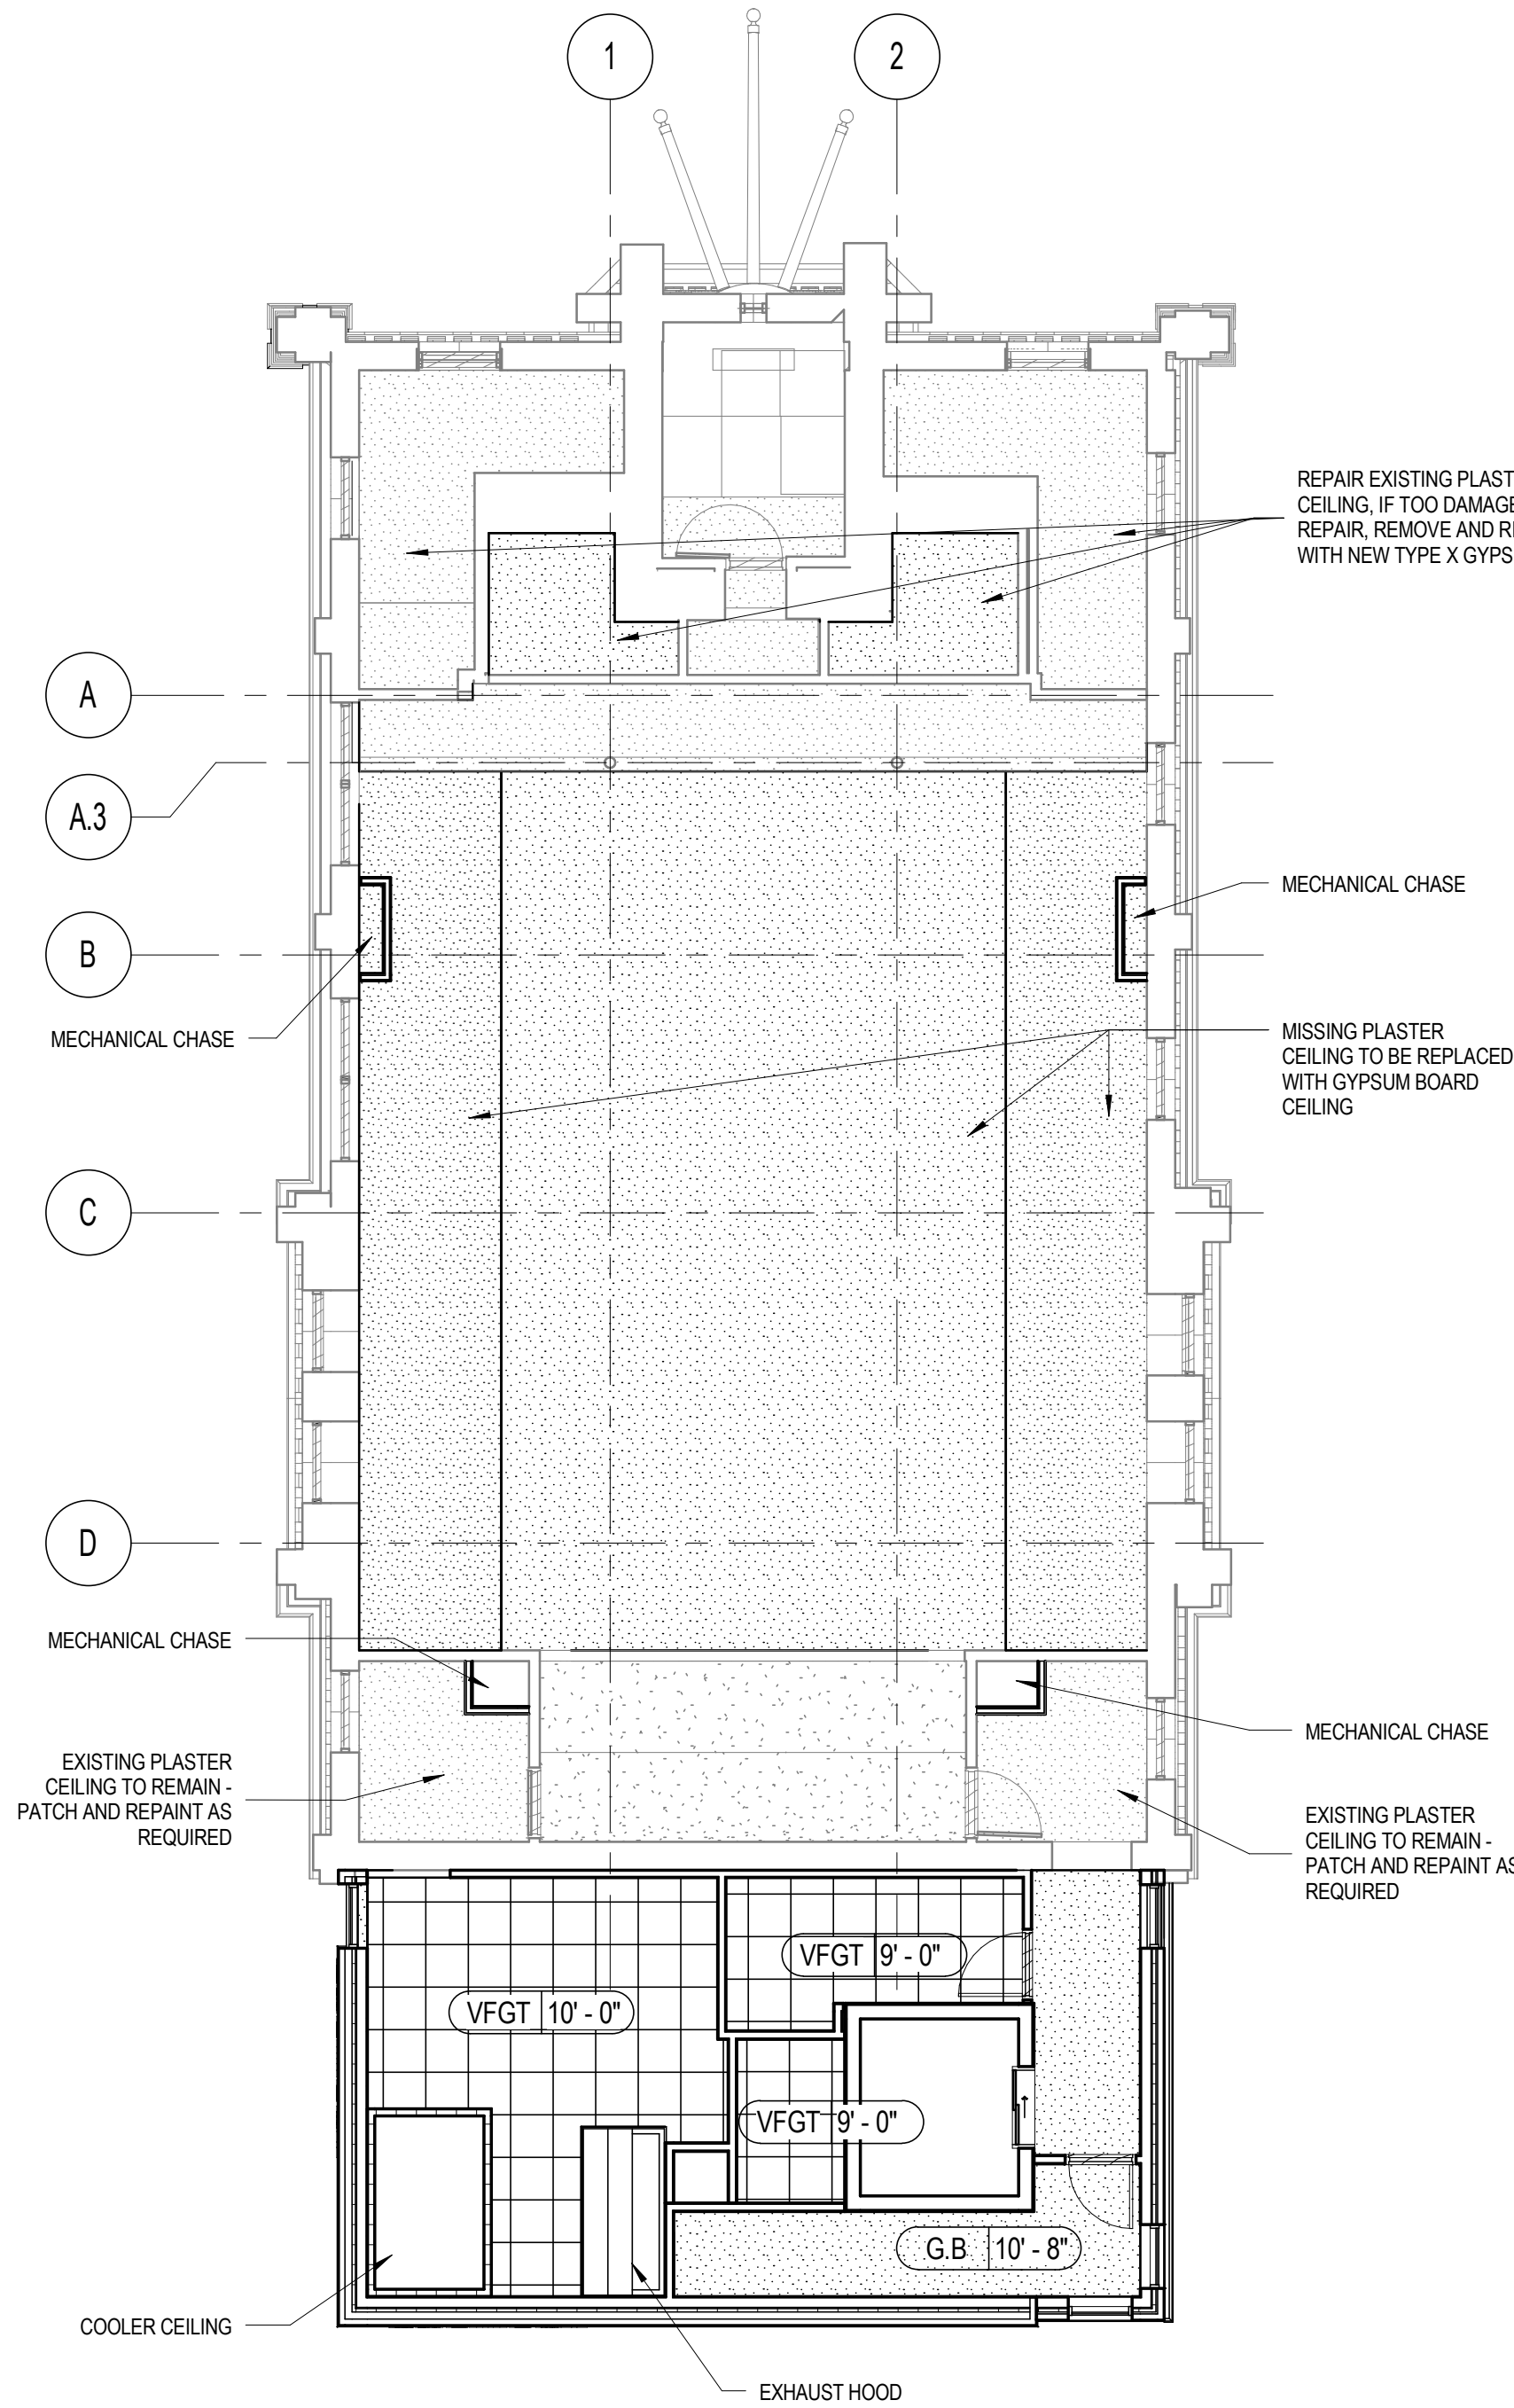 1
2
REPAIR EXISTING PLAST
CEILING, IF TOO DAMAGE
REPAIR, REMOVE AND RE
WITH NEW TYPE X GYPS
A
A.3
MECHANICAL CHASE
B
MECHANICAL CHASE
MISSING PLASTER
CEILING TO BE REPLACED
WITH GYPSUM BOARD
CEILING
C
D
MECHANICAL CHASE
MECHANICAL CHASE
EXISTING PLASTER
CEILING TO REMAIN -
PATCH AND REPAINT AS
REQUIRED
EXISTING PLASTER
CEILING TO REMAIN -
PATCH AND REPAINT AS
REQUIRED
VFGT 9' - 0"
VFGT 10' - 0"
VFGT 9' - 0"
G.B 10' - 8"
COOLER CEILING
EXHAUST HOOD